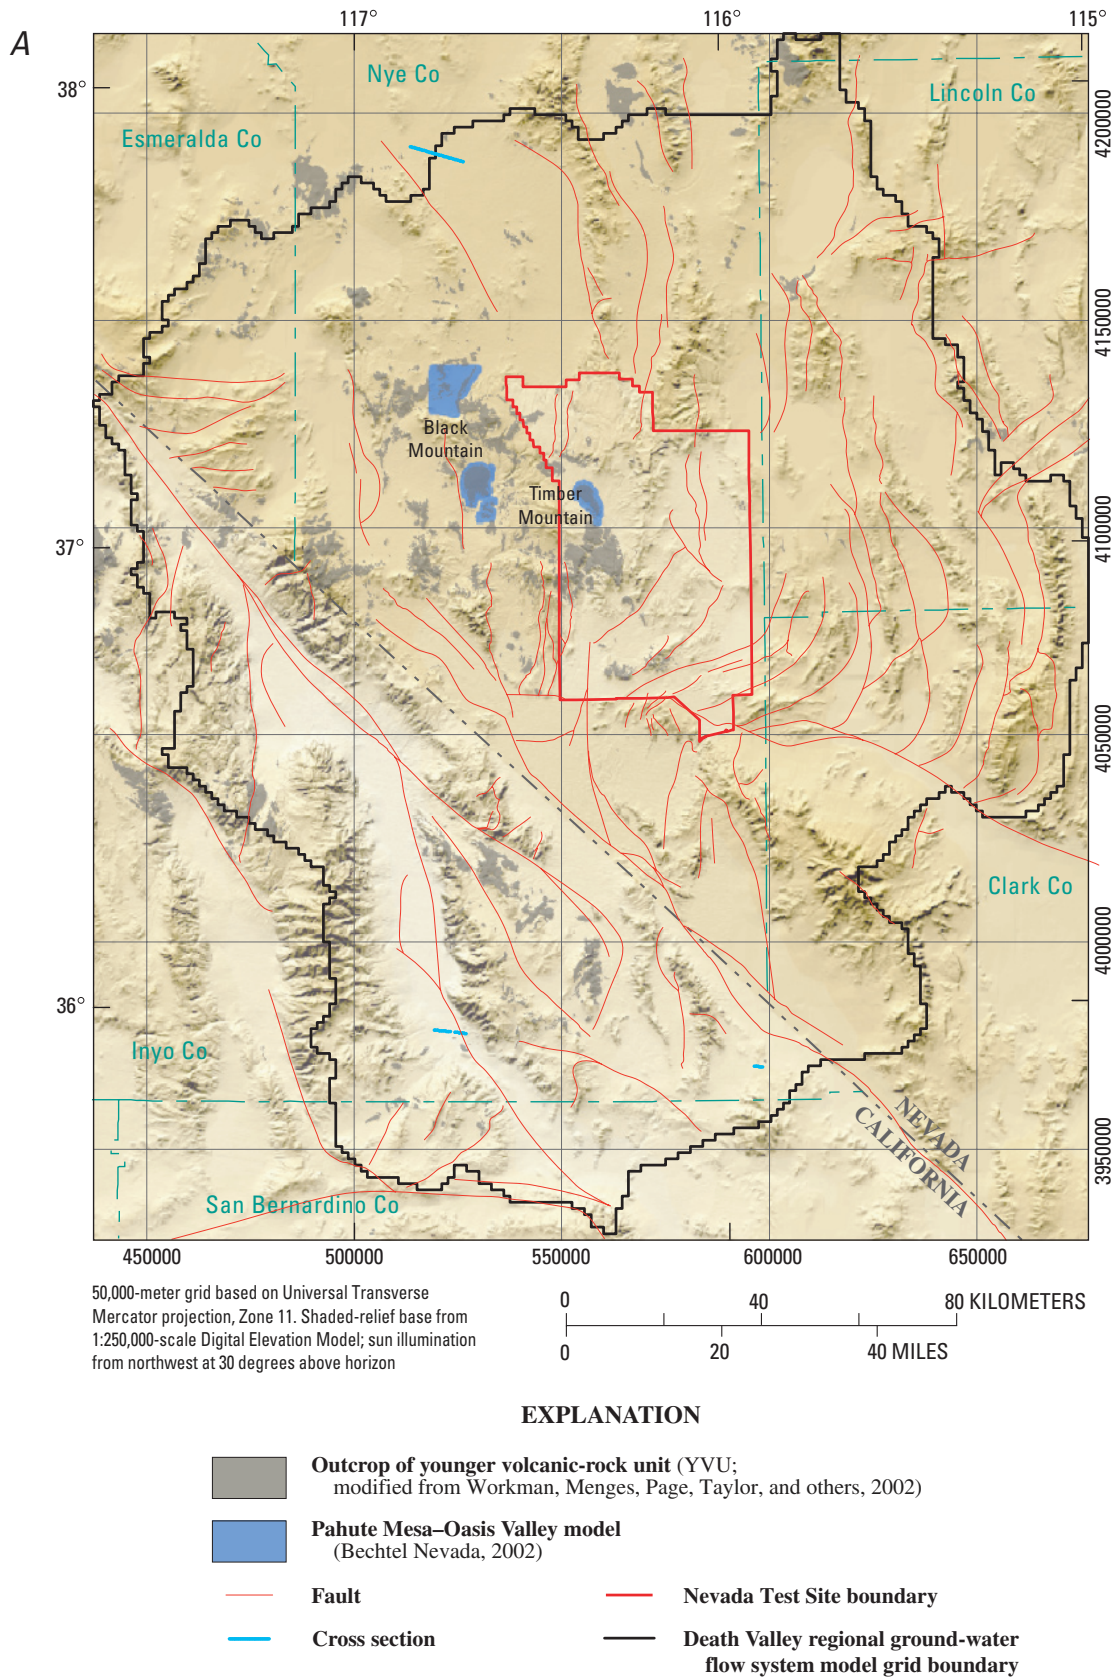 A
117°
116°
115°
38°
37°
36°
Nye Co
Lincoln Co
Esmeralda Co
4200000
4150000
4100000
4050000
4000000
3950000
Black
Mountain
Timber
Mountain
Clark Co
Inyo Co
NEVADA
CALIFORNIA
San Bernardino Co
450000
500000
550000
600000
650000
50,000-meter grid based on Universal Transverse
Mercator projection, Zone 11. Shaded-relief base from
1:250,000-scale Digital Elevation Model; sun illumination
from northwest at 30 degrees above horizon
0 40 80 KILOMETERS
0 20 40 MILES
EXPLANATION
Outcrop of younger volcanic-rock unit (YVU;
modified from Workman, Menges, Page, Taylor, and others, 2002)
Pahute Mesa–Oasis Valley model
(Bechtel Nevada, 2002)
Fault
Nevada Test Site boundary
Cross section
Death Valley regional ground-water
flow system model grid boundary